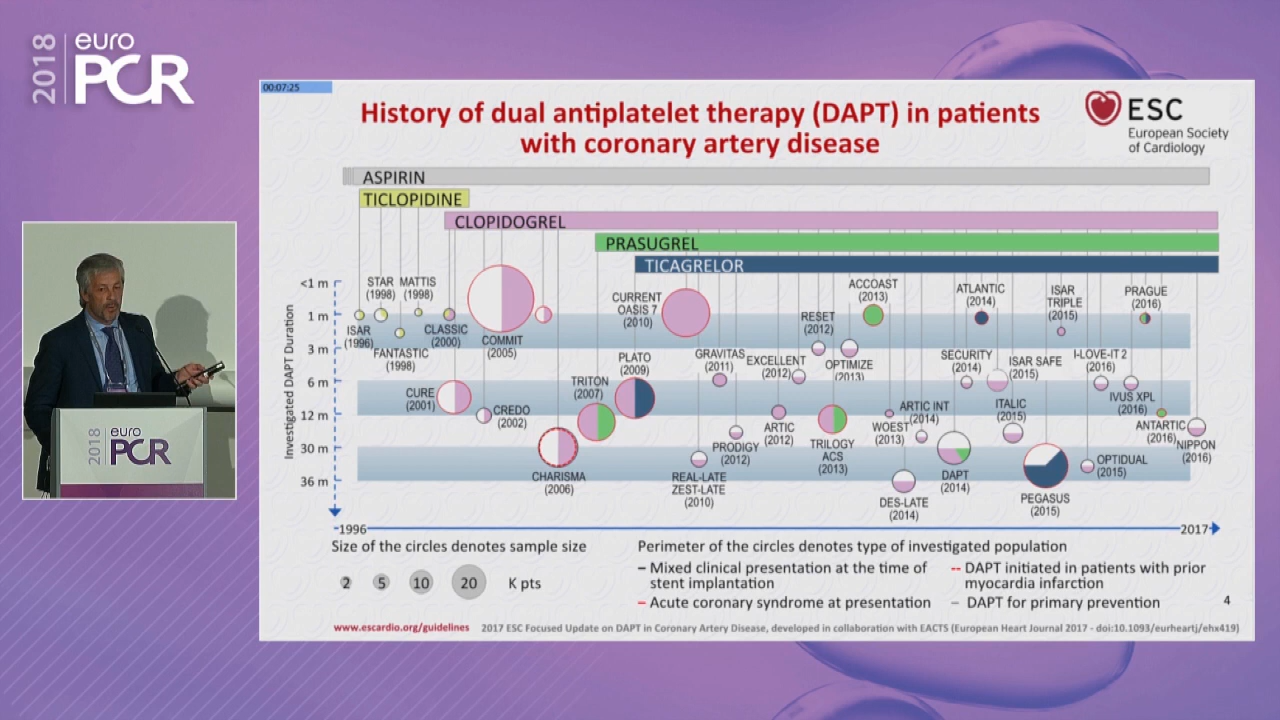 2018
euro
PCR
00:07:25
History of dual antiplatelet therapy (DAPT) in patients
with coronary artery disease
ESC
European Society
of Cardiology
ASPIRIN
TICLOPIDINE
CLOPIDOGREL
PRASUGREL
TICAGRELOR
Investigated DAPT Duration
<1 m
1 m
3 m
6 m
12 m
30 m
36 m
STAR
(1998)
MATTIS
(1998)
ISAR
(1996)
FANTASTIC
(1998)
CLASSIC
(2000)
COMMIT
(2005)
CURRENT
OASIS 7
(2010)
RESET
(2012)
ACCOAST
(2013)
ATLANTIC
(2014)
ISAR
TRIPLE
(2015)
PRAGUE
(2016)
CURE
(2001)
CREDO
(2002)
TRITON
(2007)
PLATO
(2009)
GRAVITAS
(2011)
EXCELLENT
(2012)
OPTIMIZE
(2013)
SECURITY
(2014)
ISAR SAFE
(2015)
I-LOVE-IT 2
(2016)
IVUS XPL
(2016)
CHARISMA
(2006)
REAL-LATE
ZEST-LATE
(2010)
PRODIGY
(2012)
ARTIC
(2012)
TRILOGY
ACS
(2013)
WOEST
(2013)
ARTIC INT
(2014)
ITALIC
(2015)
ANTARTIC
(2016)
NIPPON
(2016)
DES-LATE
(2014)
DAPT
(2014)
PEGASUS
(2015)
OPTIDUAL
(2015)
1996
2017
Size of the circles denotes sample size
2 5 10 20 K pts
Perimeter of the circles denotes type of investigated population
Mixed clinical presentation at the time of
stent implantation
Acute coronary syndrome at presentation
DAPT initiated in patients with prior
myocardia infarction
DAPT for primary prevention
4
www.escardio.org/guidelines 2017 ESC Focused Update on DAPT in Coronary Artery Disease, developed in collaboration with EACTS (European Heart Journal 2017 - doi:10.1093/eurheartj/ehx419)
2018
euro
PCR